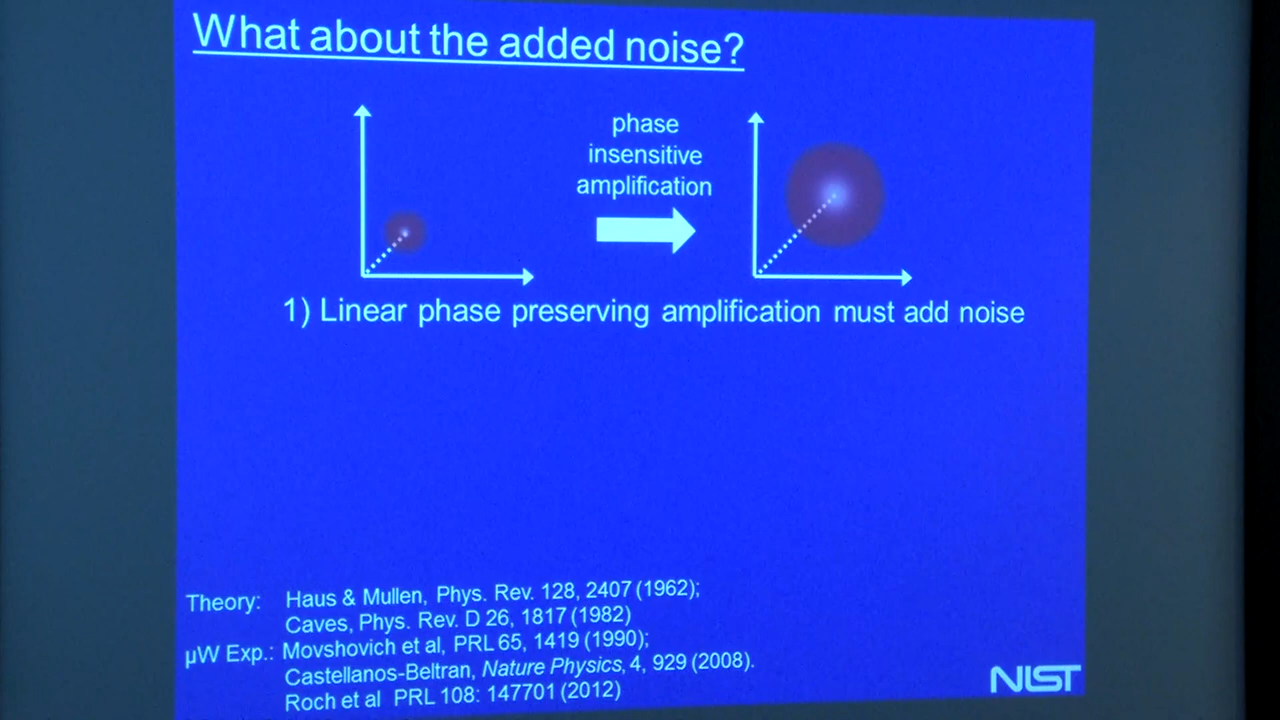 What about the added noise?
phase
insensitive
amplification
1) Linear phase preserving amplification must add noise
Theory: Haus & Mullen, Phys. Rev. 128, 2407 (1962);
Caves, Phys. Rev. D 26, 1817 (1982)
µW Exp.: Movshovich et al, PRL 65, 1419 (1990);
Castellanos-Beltran, Nature Physics, 4, 929 (2008).
Roch et al PRL 108: 147701 (2012)
NIST